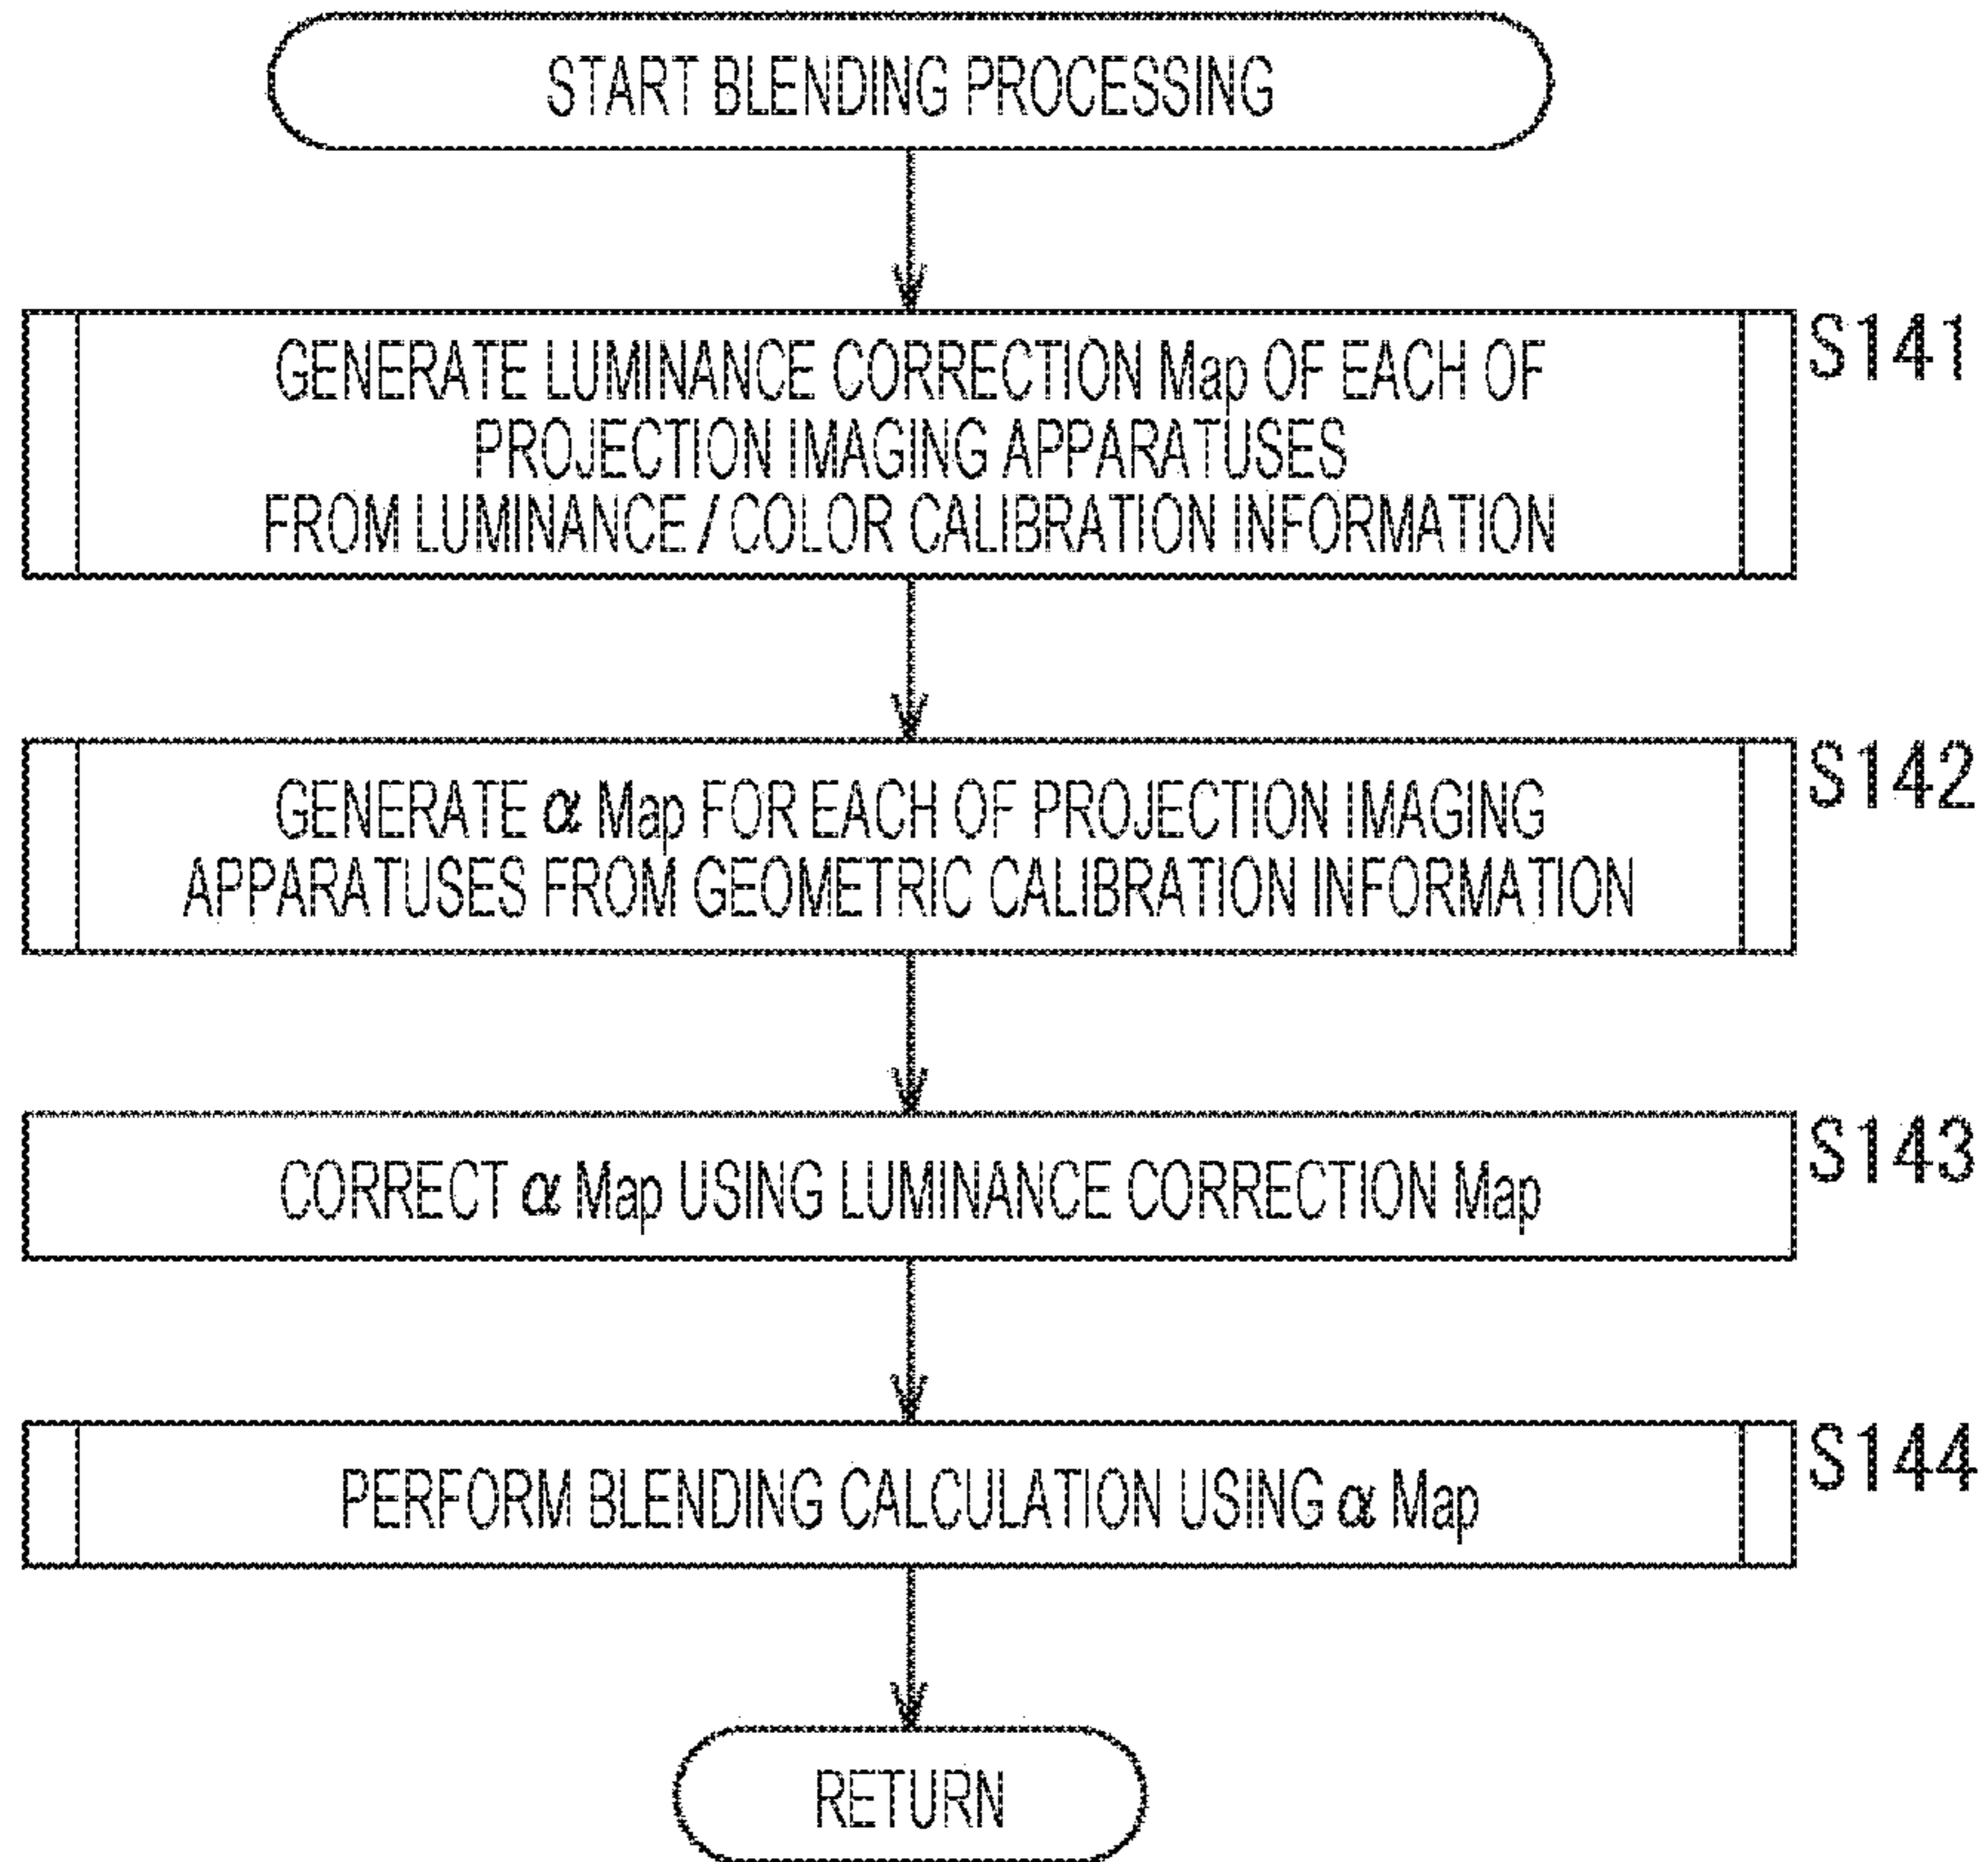 START BLENDING PROCESSING
GENERATE LUMINANCE CORRECTION Map OF EACH OF
PROJECTION IMAGING APPARATUSES
FROM LUMINANCE / COLOR CALIBRATION INFORMATION
S141
GENERATE α Map FOR EACH OF PROJECTION IMAGING
APPARATUSES FROM GEOMETRIC CALIBRATION INFORMATION
S142
CORRECT α Map USING LUMINANCE CORRECTION Map
S143
PERFORM BLENDING CALCULATION USING α Map
S144
RETURN